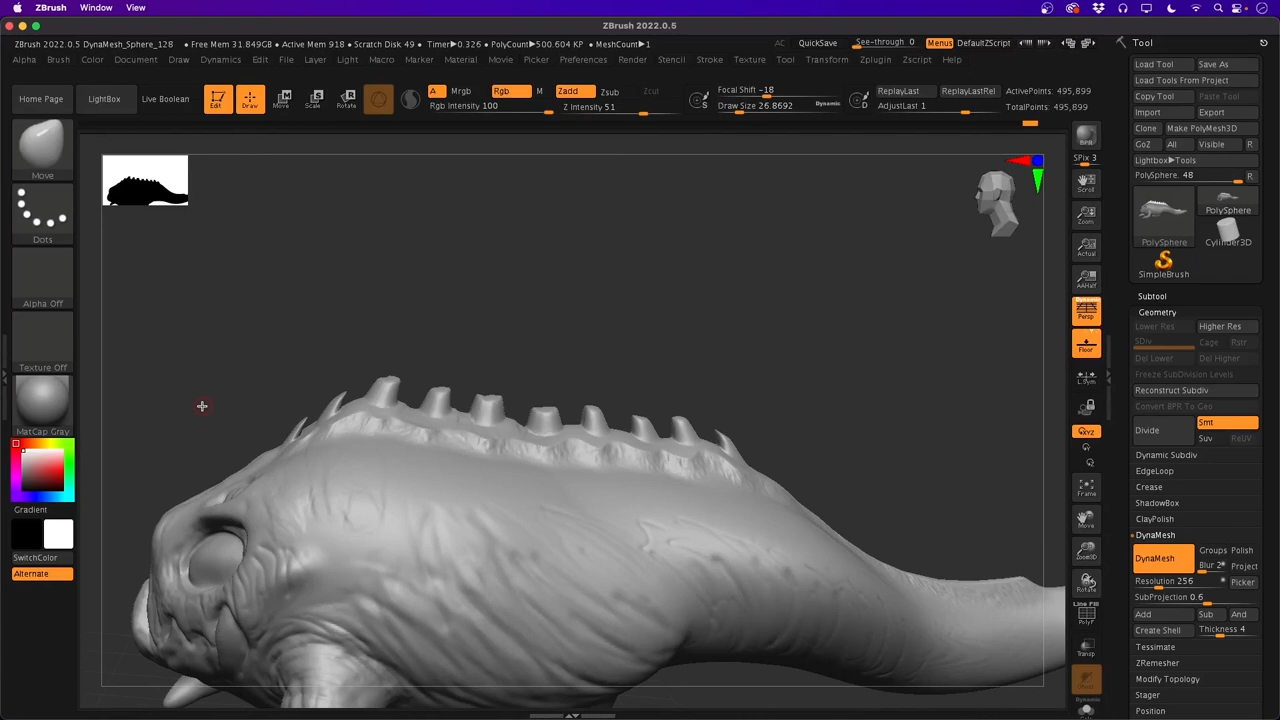 ZBrush Window View
ZBrush 2022.0.5
ZBrush 2022.0.5 DynaMesh_Sphere_128 • Free Mem 31.849GB • Active Mem 918 • Scratch Disk 49 • Timer▶0.326 • PolyCount▶500.604 KP • MeshCount▶1
AC QuickSave See-through 0 Menus DefaultZScript
Alpha Brush Color Document Draw Dynamics Edit File Layer Light Macro Marker Material Movie Picker Preferences Render Stencil Stroke Texture Tool Transform Zplugin Zscript Help
Home Page LightBox Live Boolean Edit Draw Move Scale Rotate
A Mrgb Rgb M Zadd Zsub Zcut
Rgb Intensity 100 Z Intensity 51
S Focal Shift -18
Draw Size 26.8692 Dynamic
D ReplayLast ReplayLastRel
AdjustLast 1
ActivePoints: 495,899
TotalPoints: 495,899
Move
Dots
Alpha Off
Texture Off
MatCap Gray
Gradient
SwitchColor
Alternate
BPR
SPix 3
Scroll
Zoom
Actual
AAHalf
Dynamic
Persp
Floor
L.Sym
XYZ
Frame
Move
Zoom3D
Rotate
Line Fill
PolyF
Transp
Dynamic
Tool
Load Tool Save As
Load Tools From Project
Copy Tool Paste Tool
Import Export
Clone Make PolyMesh3D
GoZ All Visible R
Lightbox▶Tools
PolySphere. 48 R
PolySphere
PolySphere Cylinder3D
SimpleBrush
Subtool
Geometry
Lower Res Higher Res
SDiv Cage Rstr
Del Lower Del Higher
Freeze SubDivision Levels
Reconstruct Subdiv
Convert BPR To Geo
Divide Smt
Suv ReUV
Dynamic Subdiv
EdgeLoop
Crease
ShadowBox
ClayPolish
DynaMesh
DynaMesh Groups Polish
Blur 2 Project
Resolution 256 Picker
SubProjection 0.6
Add Sub And
Create Shell Thickness 4
Tessimate
ZRemesher
Modify Topology
Stager
Position